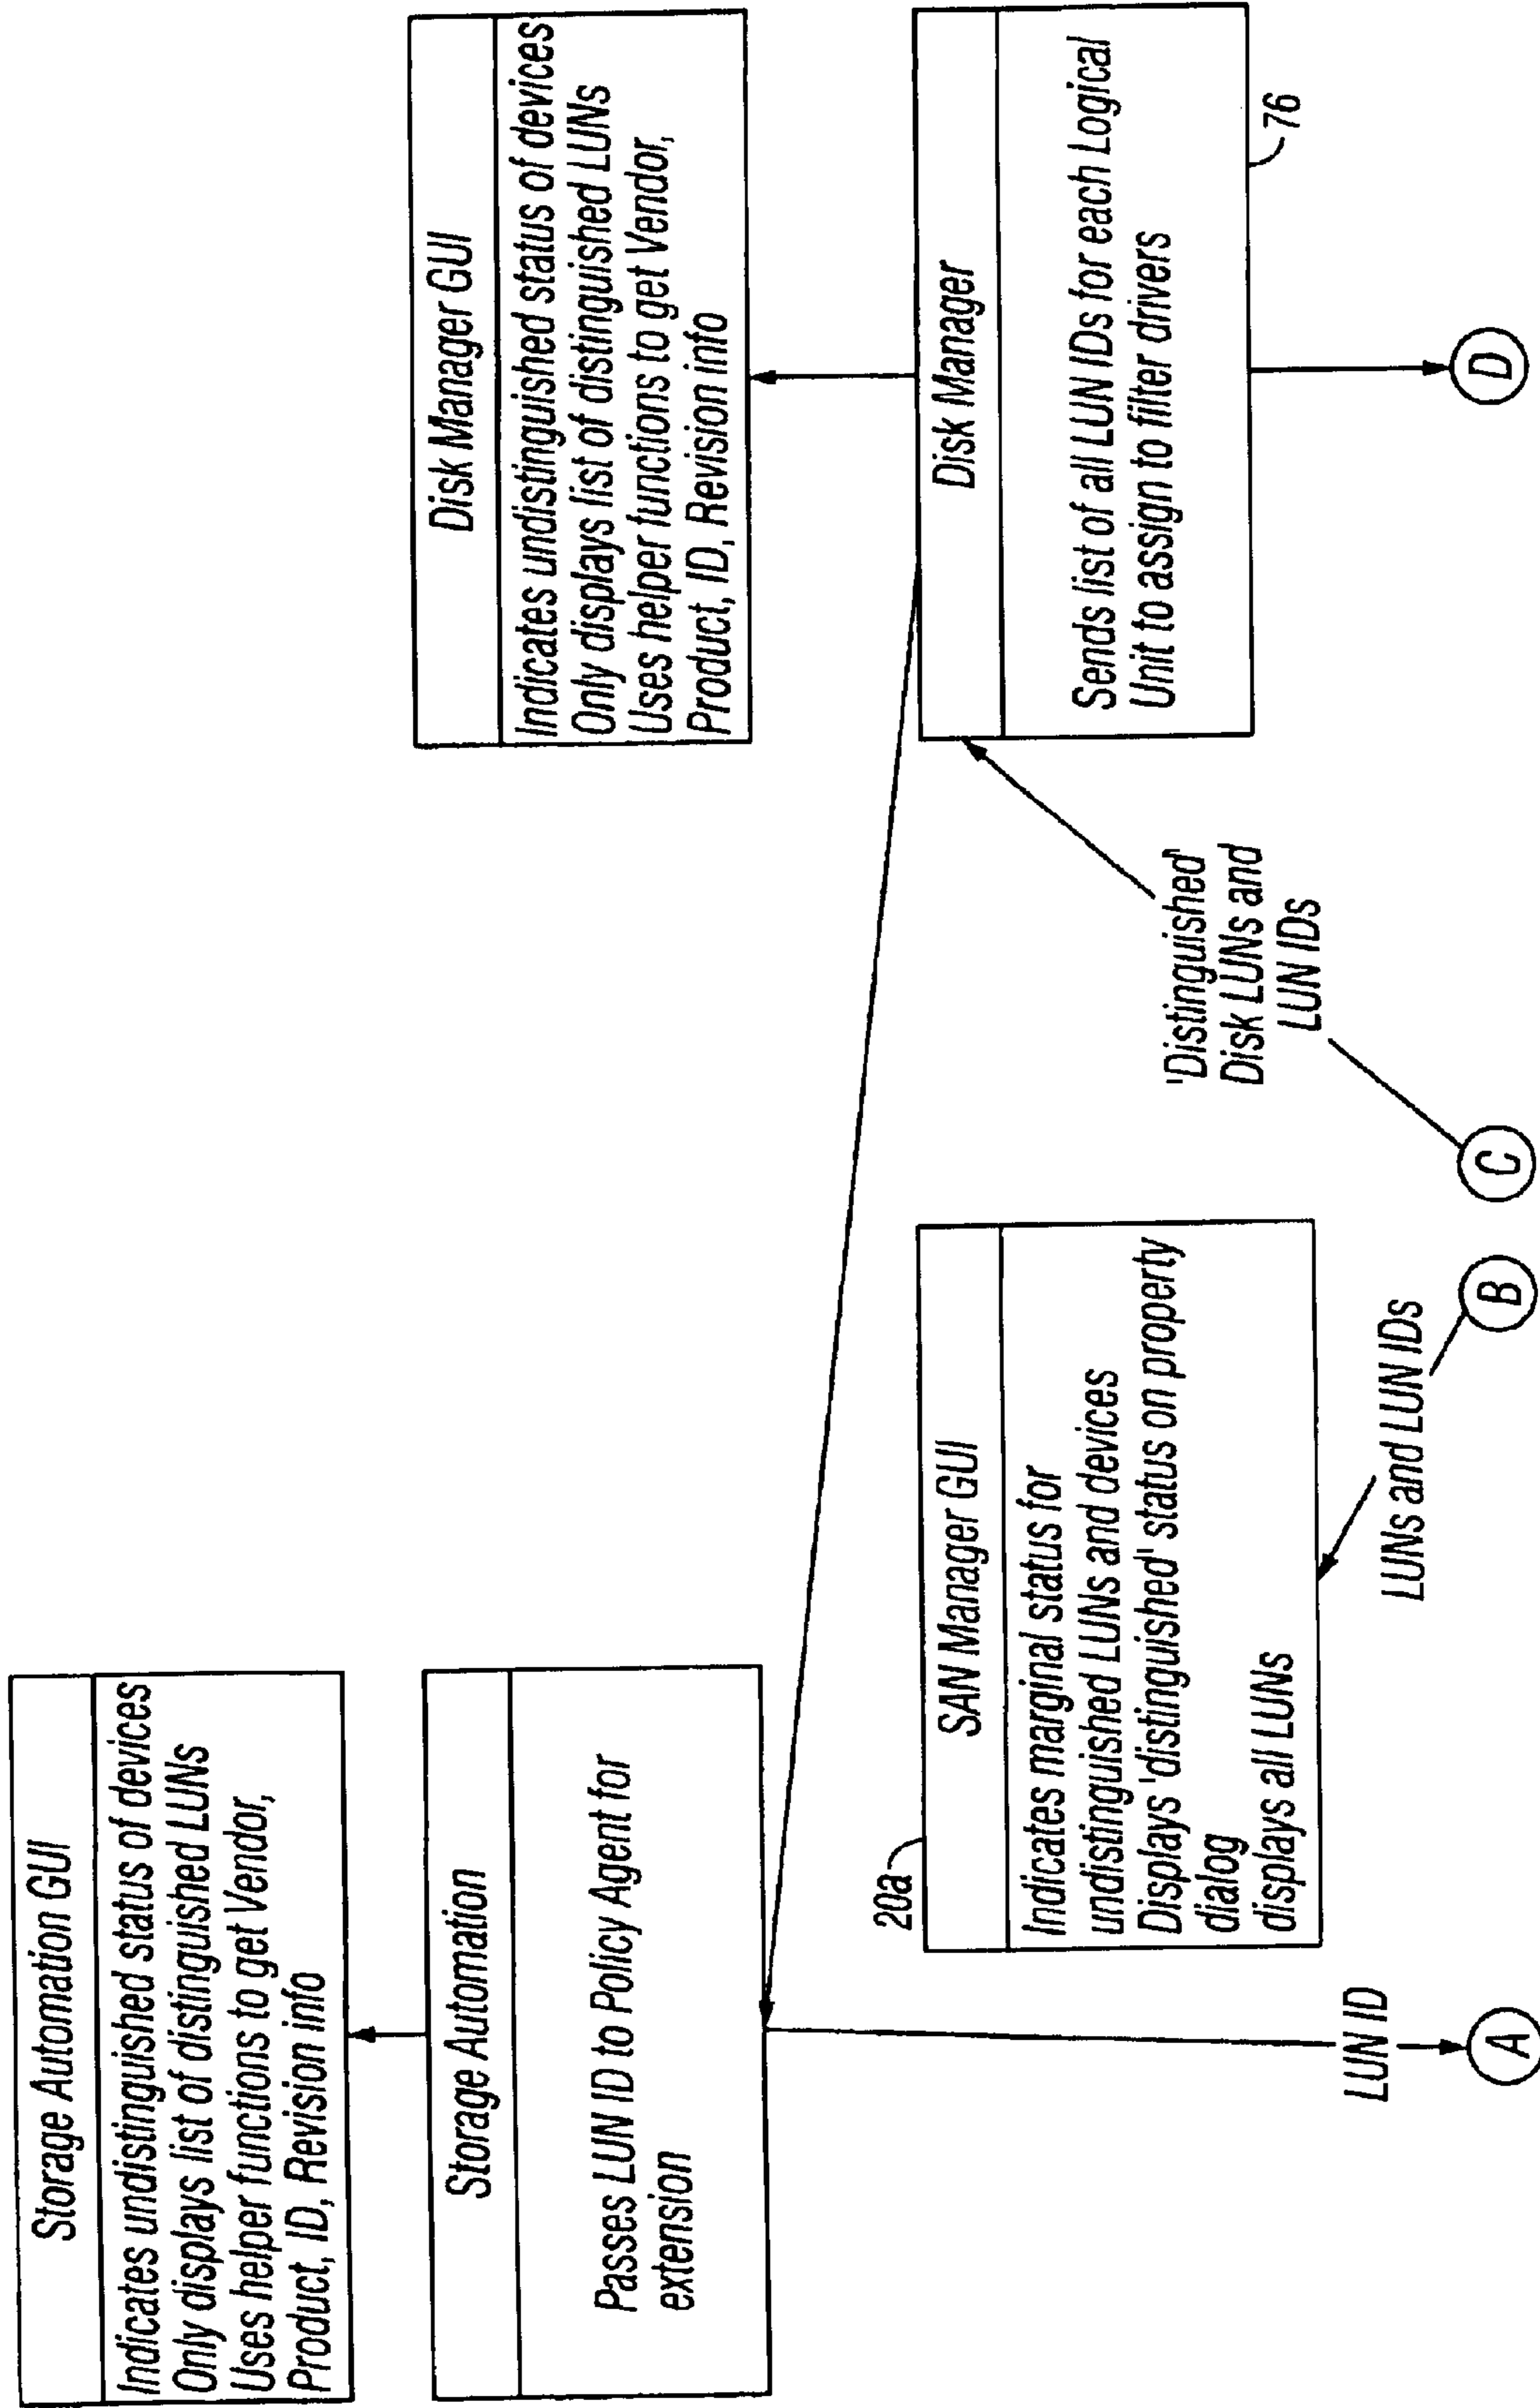 Storage Automation GUI
Indicates undistinguished status of devices
Only displays list of distinguished LUNs
Uses helper functions to get Vendor,
Product, ID, Revision info
Disk Manager GUI
Indicates undistinguished status of devices
Only displays list of distinguished LUNs
Uses helper functions to get Vendor,
Product, ID, Revision info
Storage Automation
Passes LUN ID to Policy Agent for
extension
20a
SAN Manager GUI
Indicates marginal status for
undistinguished LUNs and devices
Displays 'distinguished' status on property
dialog
displays all LUNs
Disk Manager
Sends list of all LUN IDs for each Logical
Unit to assign to filter drivers
76
'Distinguished'
Disk LUNs and
LUN IDs
LUN ID
LUNs and LUN IDs
A
B
C
D